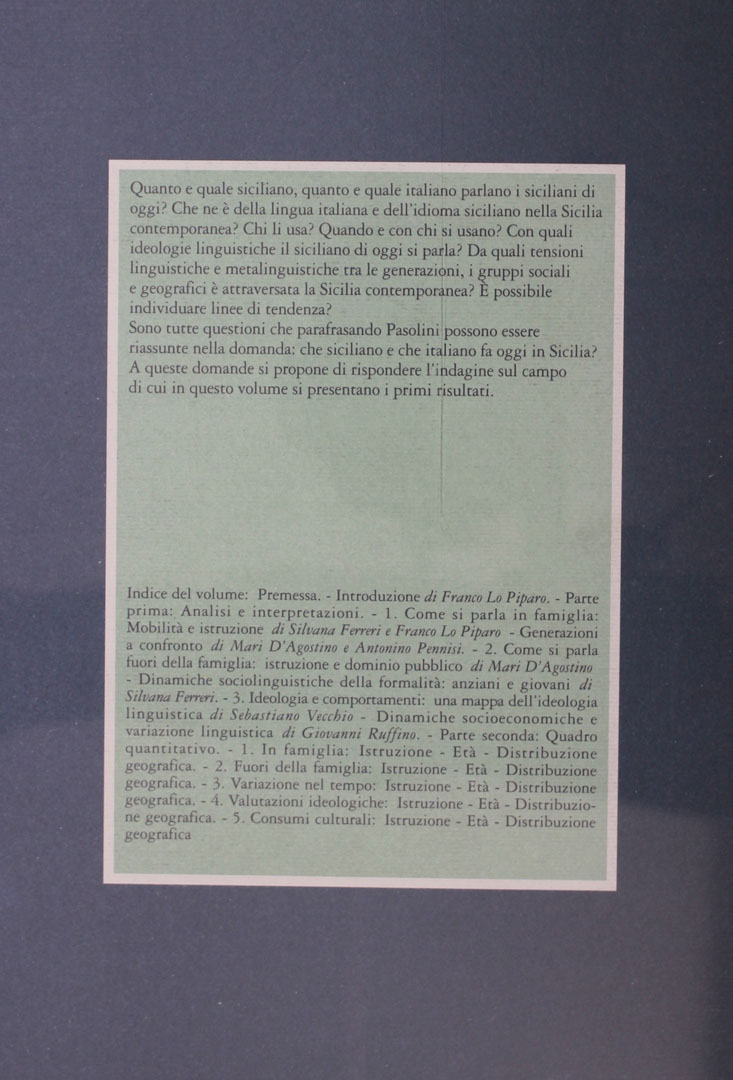 Quanto e quale siciliano, quanto e quale italiano parlano i siciliani di
oggi? Che ne è della lingua italiana e dell'idioma siciliano nella Sicilia
contemporanea? Chi li usa? Quando e con chi si usano? Con quali
ideologie linguistiche il siciliano di oggi si parla? Da quali tensioni
linguistiche e metalinguistiche tra le generazioni, i gruppi sociali
e geografici è attraversata la Sicilia contemporanea? È possibile
individuare linee di tendenza?
Sono tutte questioni che parafrasando Pasolini possono essere
riassunte nella domanda: che siciliano e che italiano fa oggi in Sicilia?
A queste domande si propone di rispondere l'indagine sul campo
di cui in questo volume si presentano i primi risultati.
Indice del volume: Premessa. - Introduzione di Franco Lo Piparo. - Parte
prima: Analisi e interpretazioni. - 1. Come si parla in famiglia:
Mobilità e istruzione di Silvana Ferreri e Franco Lo Piparo - Generazioni
a confronto di Mari D'Agostino e Antonino Pennisi. - 2. Come si parla
fuori della famiglia: istruzione e dominio pubblico di Mari D'Agostino
- Dinamiche sociolinguistiche della formalità: anziani e giovani di
Silvana Ferreri. - 3. Ideologia e comportamenti: una mappa dell'ideologia
linguistica di Sebastiano Vecchio - Dinamiche socioeconomiche e
variazione linguistica di Giovanni Ruffino. - Parte seconda: Quadro
quantitativo. - 1. In famiglia: Istruzione - Età - Distribuzione
geografica. - 2. Fuori della famiglia: Istruzione - Età - Distribuzione
geografica. - 3. Variazione nel tempo: Istruzione - Età - Distribuzione
geografica. - 4. Valutazioni ideologiche: Istruzione - Età - Distribuzio-
ne geografica. - 5. Consumi culturali: Istruzione - Età - Distribuzione
geografica